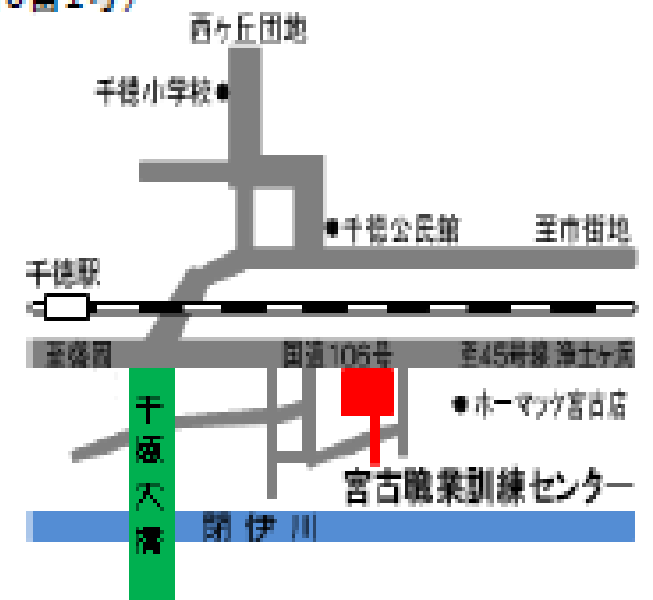 西ヶ丘団地
千徳小学校
千徳公民館
至市街地
千徳駅
至盛岡
国道106号
至45号線 浄土ヶ浜
千徳大橋
ホーマック宮古店
宮古職業訓練センター
閉伊川